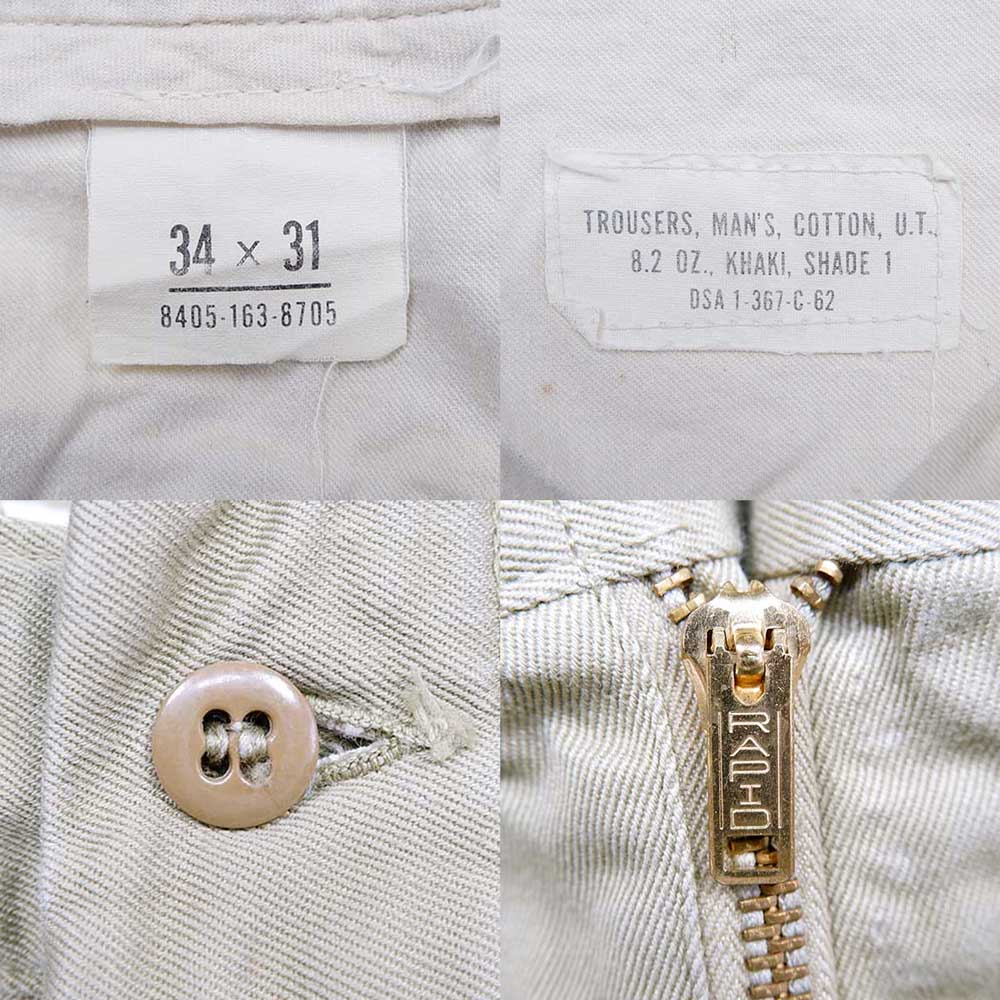 34 × 31
8405-163-8705
TROUSERS, MAN'S, COTTON, U.T.,
8.2 OZ., KHAKI, SHADE 1
DSA 1-367-C-62
RAPID